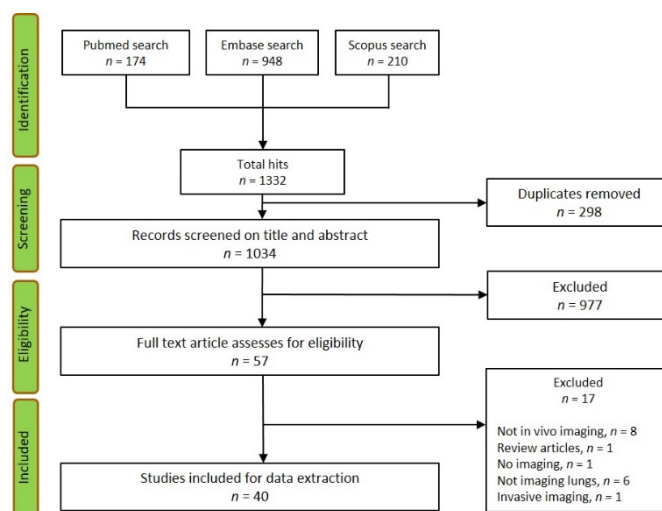 Identification
Pubmed search
n = 174
Embase search
n = 948
Scopus search
n = 210
Total hits
n = 1332
Screening
Duplicates removed
n = 298
Records screened on title and abstract
n = 1034
Excluded
n = 977
Eligibility
Full text article assesses for eligibility
n = 57
Excluded
n = 17
Not in vivo imaging, n = 8
Review articles, n = 1
No imaging, n = 1
Not imaging lungs, n = 6
Invasive imaging, n = 1
Included
Studies included for data extraction
n = 40